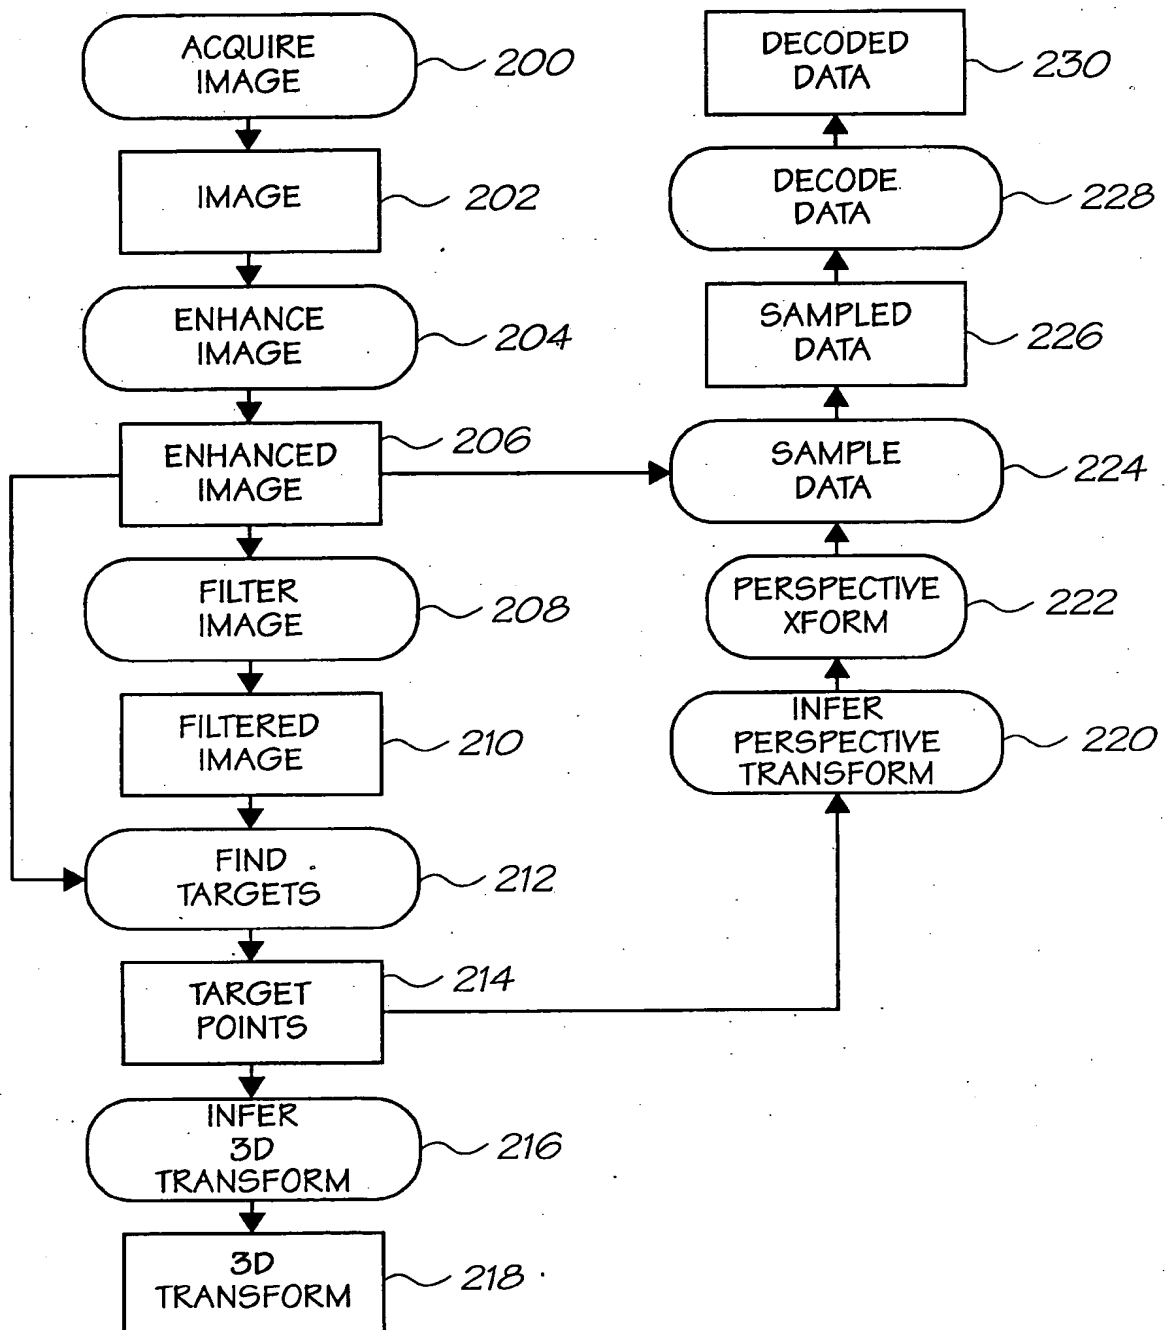 ACQUIRE
IMAGE
200
IMAGE
202
ENHANCE
IMAGE
204
ENHANCED
IMAGE
206
FILTER
IMAGE
208
FILTERED
IMAGE
210
FIND
TARGETS
212
TARGET
POINTS
214
INFER
3D
TRANSFORM
216
3D
TRANSFORM
218
DECODED
DATA
230
DECODE
DATA
228
SAMPLED
DATA
226
SAMPLE
DATA
224
PERSPECTIVE
XFORM
222
INFER
PERSPECTIVE
TRANSFORM
220